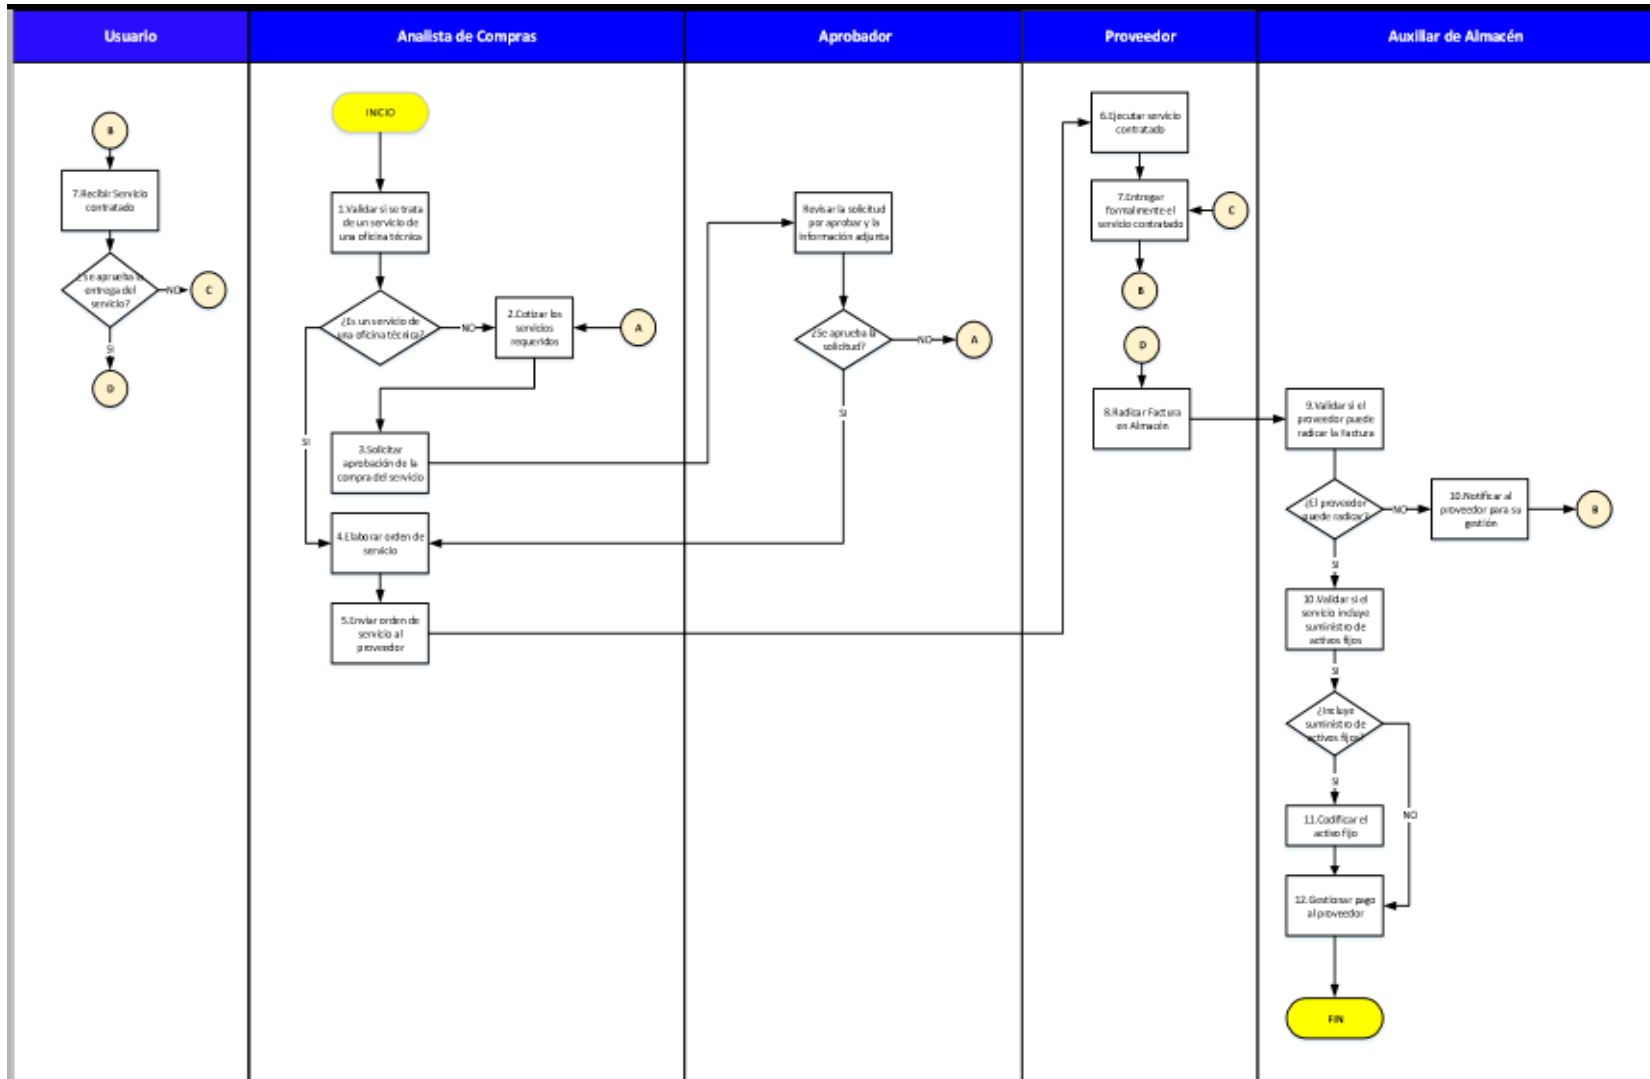 Usuario
Analista de Compras
Aprobador
Proveedor
Auxiliar de Almacén
B
7.Recibir Servicio
contratado
¿Se aprueba la
entrega del
servicio?
NO
C
SI
D
INICIO
1.Validar si se trata
de un servicio de
una oficina técnica
¿Es un servicio de
una oficina técnica?
NO
2.Cotizar los
servicios
requeridos
A
SI
3.Solicitar
aprobación de la
compra del servicio
4.Elaborar orden de
servicio
5.Enviar orden de
servicio al
proveedor
Revisar la solicitud
por aprobar y la
información adjunta
¿Se aprueba la
solicitud?
NO
A
SI
6.Ejecutar servicio
contratado
7.Entregar
formalmente el
servicio contratado
C
B
D
8.Radicar Factura
en Almacén
9.Validar si el
proveedor puede
radicar la Factura
¿El proveedor
puede radicar?
NO
10.Notificar al
proveedor para su
gestión
B
SI
10.Validar si el
servicio incluye
suministro de
activos fijos
SI
¿Incluye
suministro de
activos fijos?
SI
NO
11.Codificar el
activo fijo
12.Gestionar pago
al proveedor
FIN